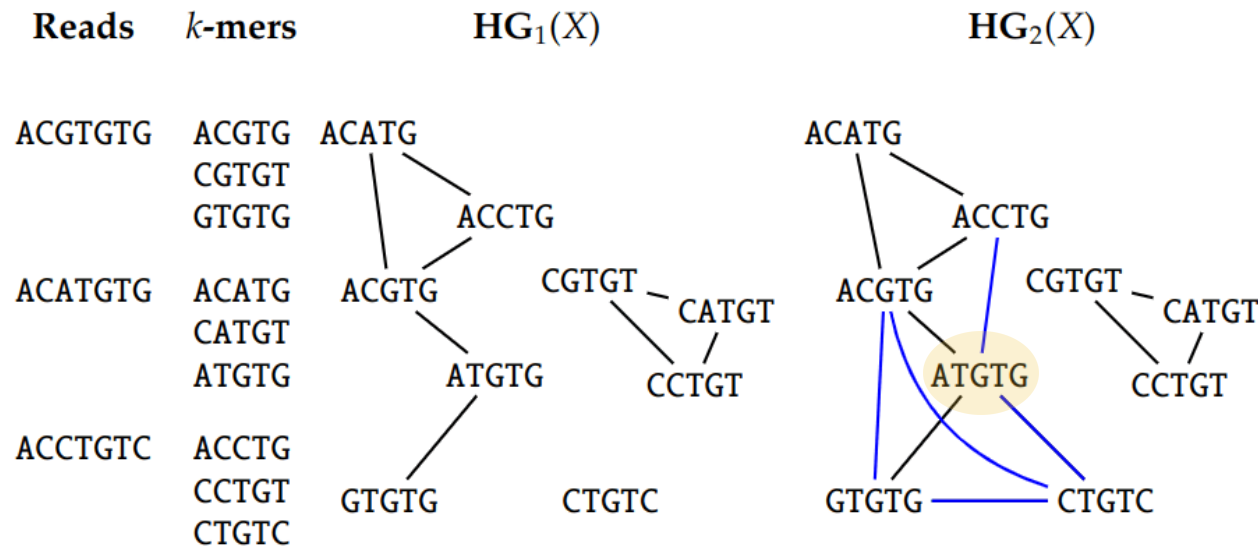 Reads k-mers HG1(X) HG2(X)
ACGTGTG ACGTG ACATG ACATG
CGTGT
GTGTG ACCTG ACCTG
ACATGTG ACATG ACGTG CGTGT ACGTG CGTGT
CATGT CATGT CATGT
ATGTG ATGTG CCTGT ATGTG CCTGT
ACCTGTC ACCTG
CCTGT GTGTG CTGTC GTGTG CTGTC
CTGTC